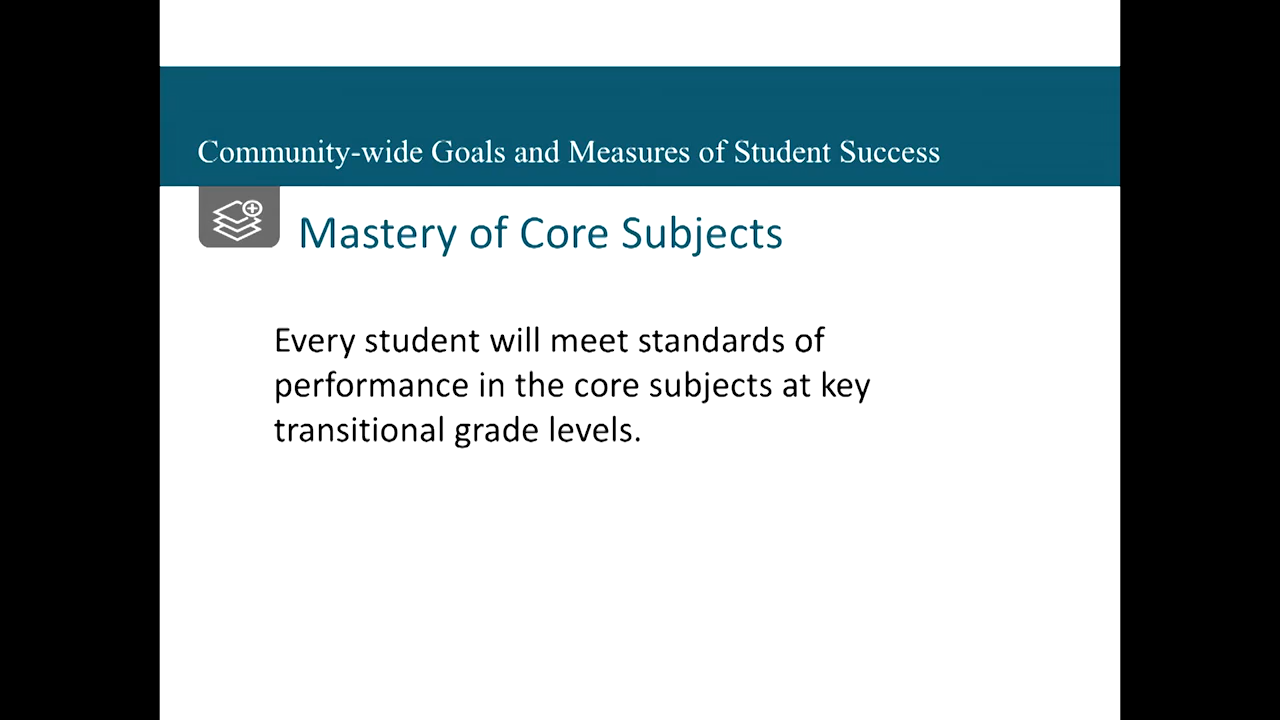 Community-wide Goals and Measures of Student Success
Mastery of Core Subjects
Every student will meet standards of
performance in the core subjects at key
transitional grade levels.